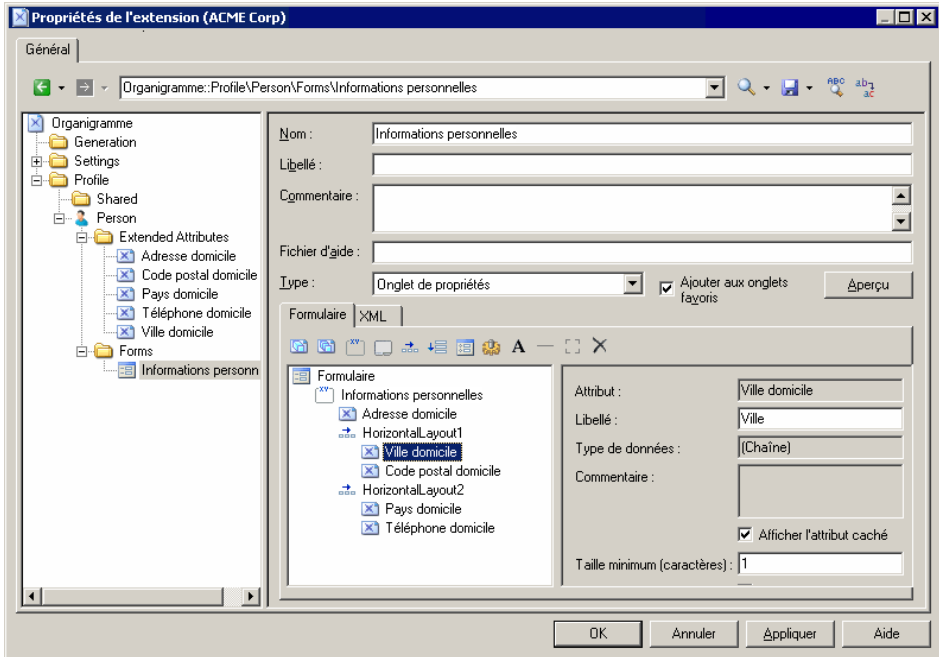 Propriétés de l'extension (ACME Corp)
Général
Organigramme::Profile\Person\Forms\Informations personnelles
ABC
ab
ac
Organigramme
Generation
Settings
Profile
Shared
Person
Extended Attributes
Adresse domicile
Code postal domicile
Pays domicile
Téléphone domicile
Ville domicile
Forms
Informations personn
Nom :
Informations personnelles
Libellé :
Commentaire :
Fichier d'aide :
Type :
Onglet de propriétés
Ajouter aux onglets
favoris
Aperçu
Formulaire
XML
A
Formulaire
Informations personnelles
Adresse domicile
HorizontalLayout1
Ville domicile
Code postal domicile
HorizontalLayout2
Pays domicile
Téléphone domicile
Attribut :
Ville domicile
Libellé :
Ville
Type de données :
(Chaîne)
Commentaire :
Afficher l'attribut caché
Taille minimum (caractères) :
1
OK
Annuler
Appliquer
Aide